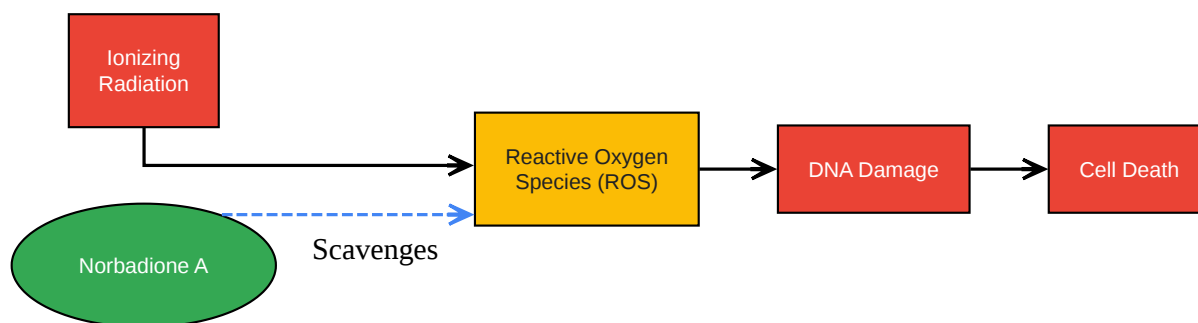 Ionizing
Radiation
Reactive Oxygen
Species (ROS)
DNA Damage
Cell Death
Scavenges
Norbadione A